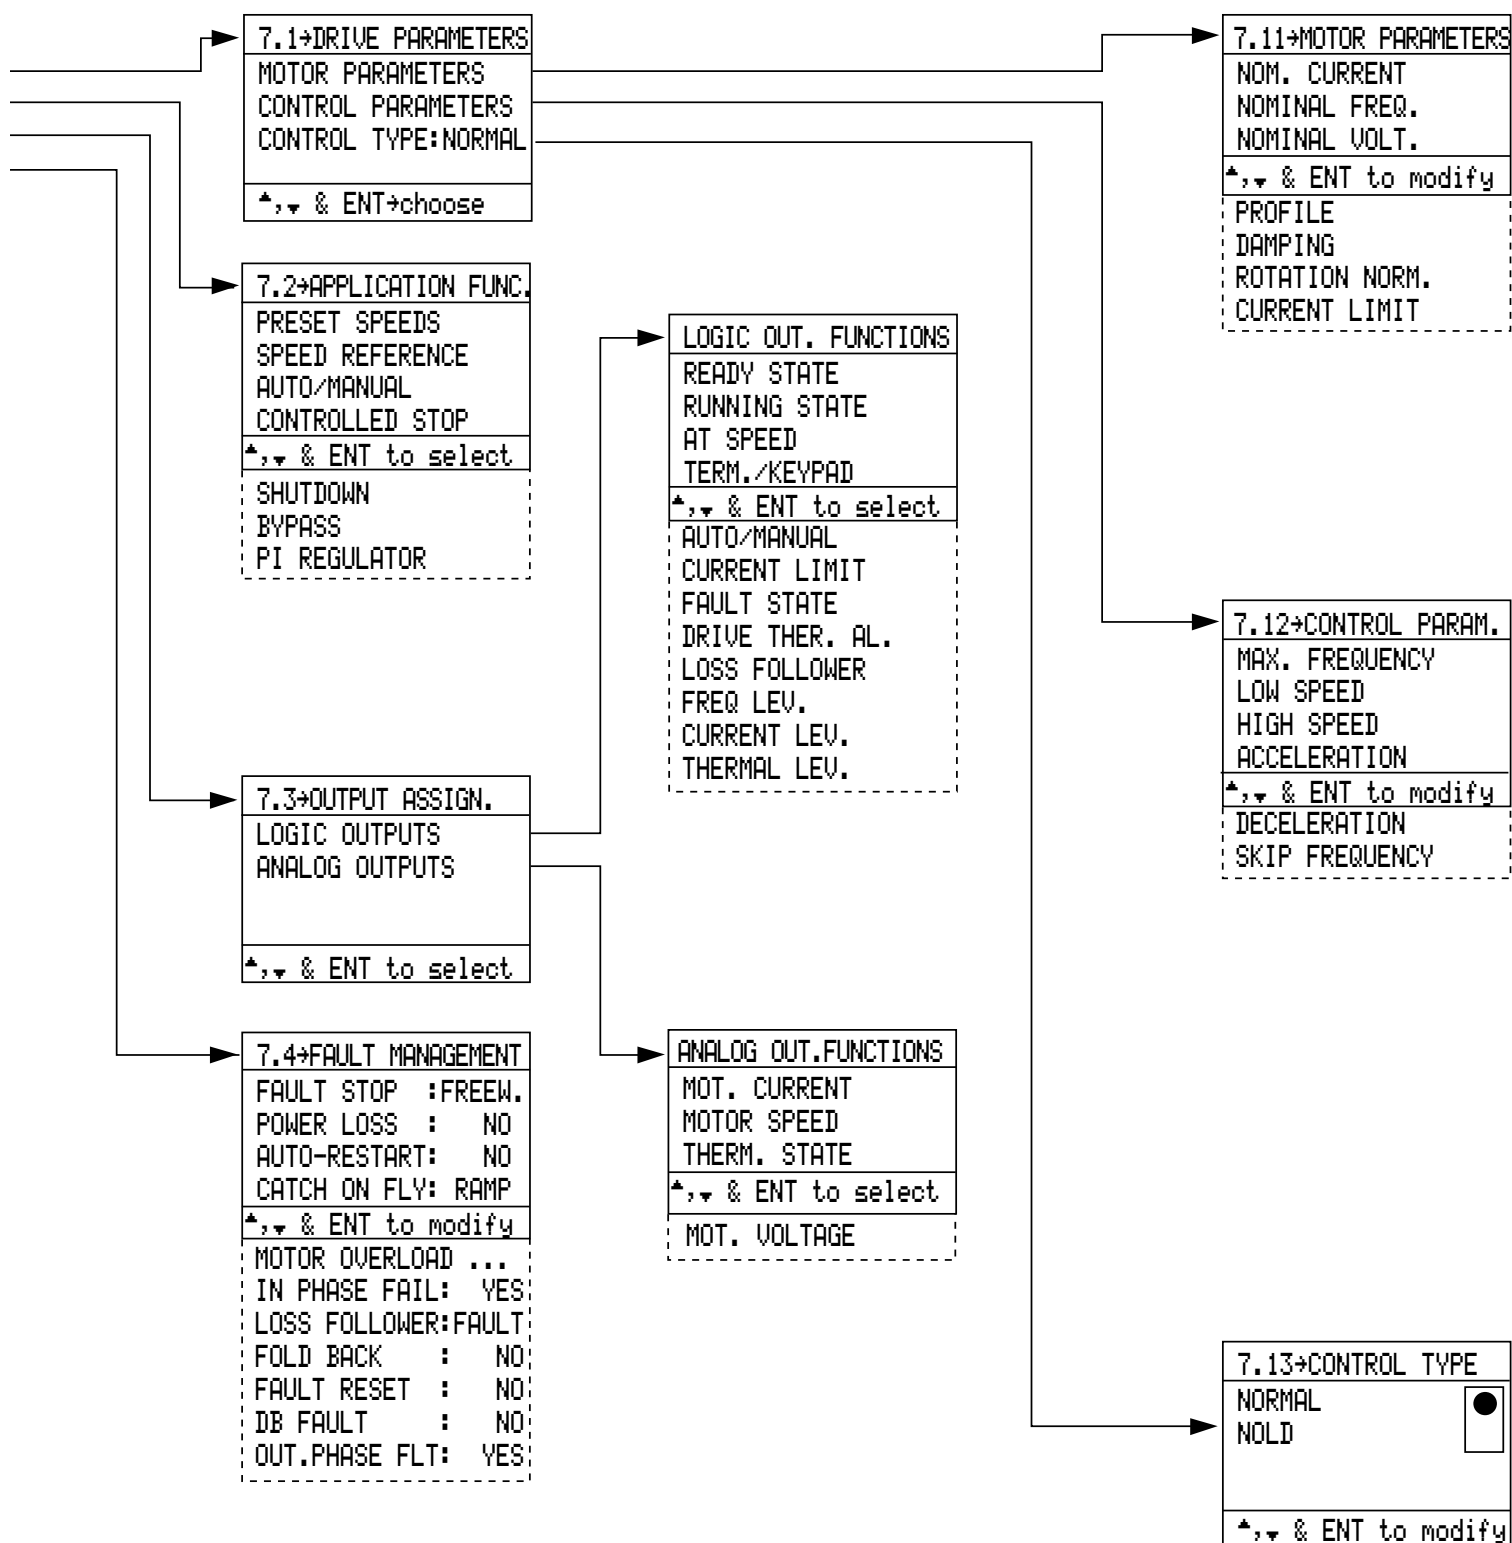 7.1→DRIVE PARAMETERS
MOTOR PARAMETERS
CONTROL PARAMETERS
CONTROL TYPE:NORMAL
▲,▼ & ENT→choose
7.2→APPLICATION FUNC.
PRESET SPEEDS
SPEED REFERENCE
AUTO/MANUAL
CONTROLLED STOP
▲,▼ & ENT to select
SHUTDOWN
BYPASS
PI REGULATOR
7.3→OUTPUT ASSIGN.
LOGIC OUTPUTS
ANALOG OUTPUTS
▲,▼ & ENT to select
7.4→FAULT MANAGEMENT
FAULT STOP :FREEW.
POWER LOSS : NO
AUTO-RESTART: NO
CATCH ON FLY: RAMP
▲,▼ & ENT to modify
MOTOR OVERLOAD ...
IN PHASE FAIL: YES
LOSS FOLLOWER:FAULT
FOLD BACK : NO
FAULT RESET : NO
DB FAULT : NO
OUT.PHASE FLT: YES
LOGIC OUT. FUNCTIONS
READY STATE
RUNNING STATE
AT SPEED
TERM./KEYPAD
▲,▼ & ENT to select
AUTO/MANUAL
CURRENT LIMIT
FAULT STATE
DRIVE THER. AL.
LOSS FOLLOWER
FREQ LEV.
CURRENT LEV.
THERMAL LEV.
ANALOG OUT.FUNCTIONS
MOT. CURRENT
MOTOR SPEED
THERM. STATE
▲,▼ & ENT to select
MOT. VOLTAGE
7.11→MOTOR PARAMETERS
NOM. CURRENT
NOMINAL FREQ.
NOMINAL VOLT.
▲,▼ & ENT to modify
PROFILE
DAMPING
ROTATION NORM.
CURRENT LIMIT
7.12→CONTROL PARAM.
MAX. FREQUENCY
LOW SPEED
HIGH SPEED
ACCELERATION
▲,▼ & ENT to modify
DECELERATION
SKIP FREQUENCY
7.13→CONTROL TYPE
NORMAL
NOLD
▲,▼ & ENT to modify